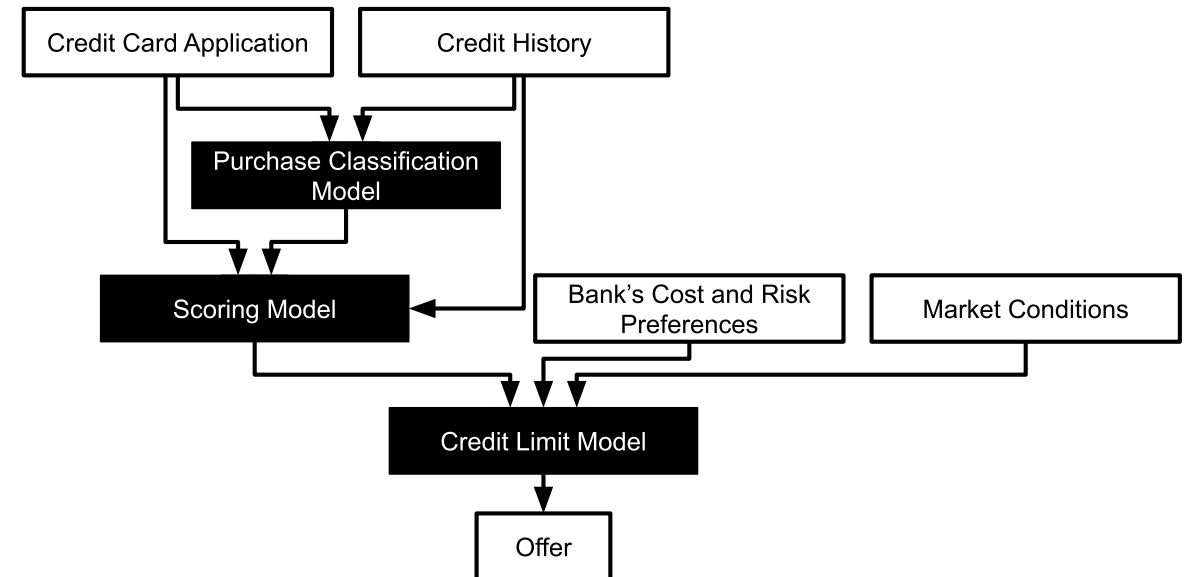 Credit Card Application
Credit History
Purchase Classification
Model
Scoring Model
Bank’s Cost and Risk
Preferences
Market Conditions
Credit Limit Model
Offer